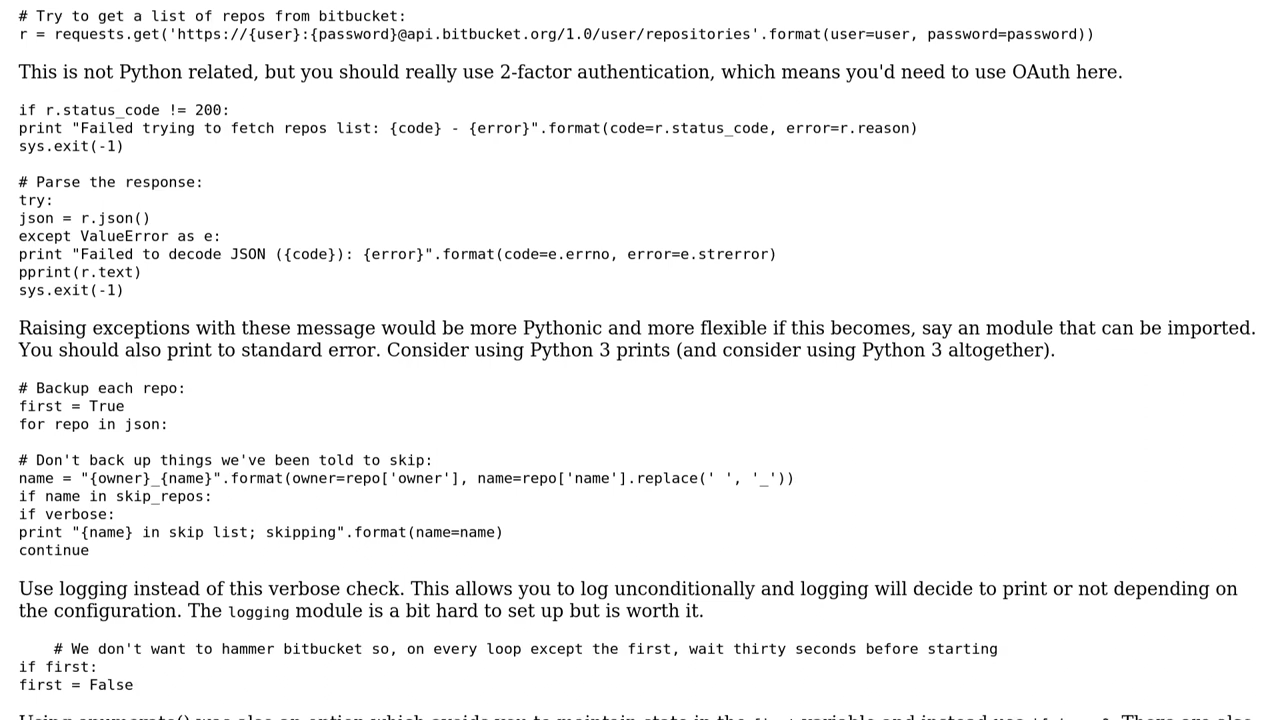 # Try to get a list of repos from bitbucket:
r = requests.get('https://{user}:{password}@api.bitbucket.org/1.0/user/repositories'.format(user=user, password=password))
This is not Python related, but you should really use 2-factor authentication, which means you'd need to use OAuth here.
if r.status_code != 200:
print "Failed trying to fetch repos list: {code} - {error}".format(code=r.status_code, error=r.reason)
sys.exit(-1)
# Parse the response:
try:
json = r.json()
except ValueError as e:
print "Failed to decode JSON ({code}): {error}".format(code=e.errno, error=e.strerror)
pprint(r.text)
sys.exit(-1)
Raising exceptions with these message would be more Pythonic and more flexible if this becomes, say an module that can be imported.
You should also print to standard error. Consider using Python 3 prints (and consider using Python 3 altogether).
# Backup each repo:
first = True
for repo in json:
# Don't back up things we've been told to skip:
name = "{owner}_{name}".format(owner=repo['owner'], name=repo['name'].replace(' ', '_'))
if name in skip_repos:
if verbose:
print "{name} in skip list; skipping".format(name=name)
continue
Use logging instead of this verbose check. This allows you to log unconditionally and logging will decide to print or not depending on
the configuration. The logging module is a bit hard to set up but is worth it.
# We don't want to hammer bitbucket so, on every loop except the first, wait thirty seconds before starting
if first:
first = False